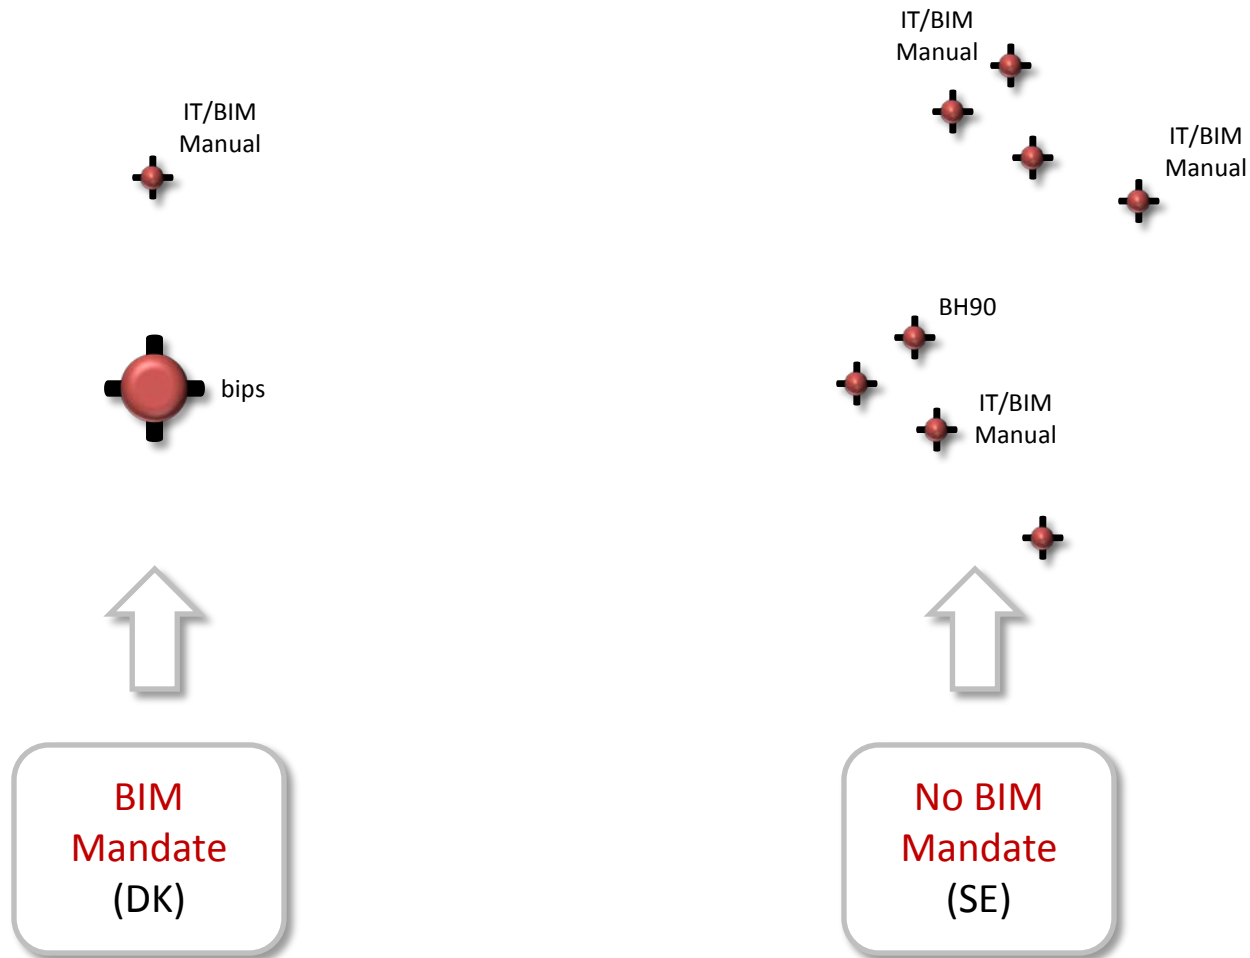 IT/BIM
Manual
bips
BIM
Mandate
(DK)
IT/BIM
Manual
IT/BIM
Manual
BH90
IT/BIM
Manual
No BIM
Mandate
(SE)